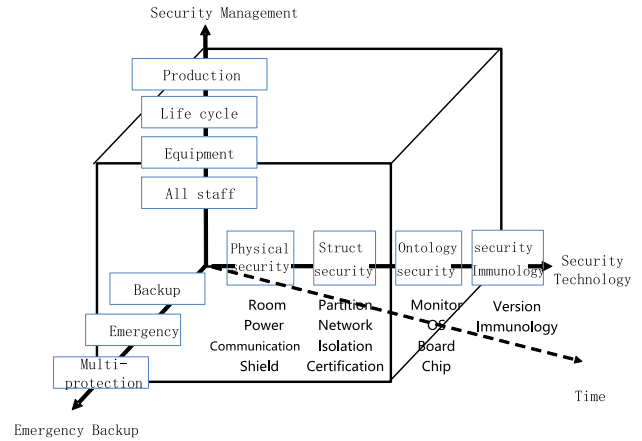 Security Management
Production
Life cycle
Equipment
All staff
Physical
security
Struct
security
Ontology
security
security
Immunology
Security
Technology
Backup
Emergency
Multi-
protection
Room
Power
Communication
Shield
Partition
Network
Isolation
Certification
Monitor
OS
Board
Chip
Version
Immunology
Time
Emergency Backup